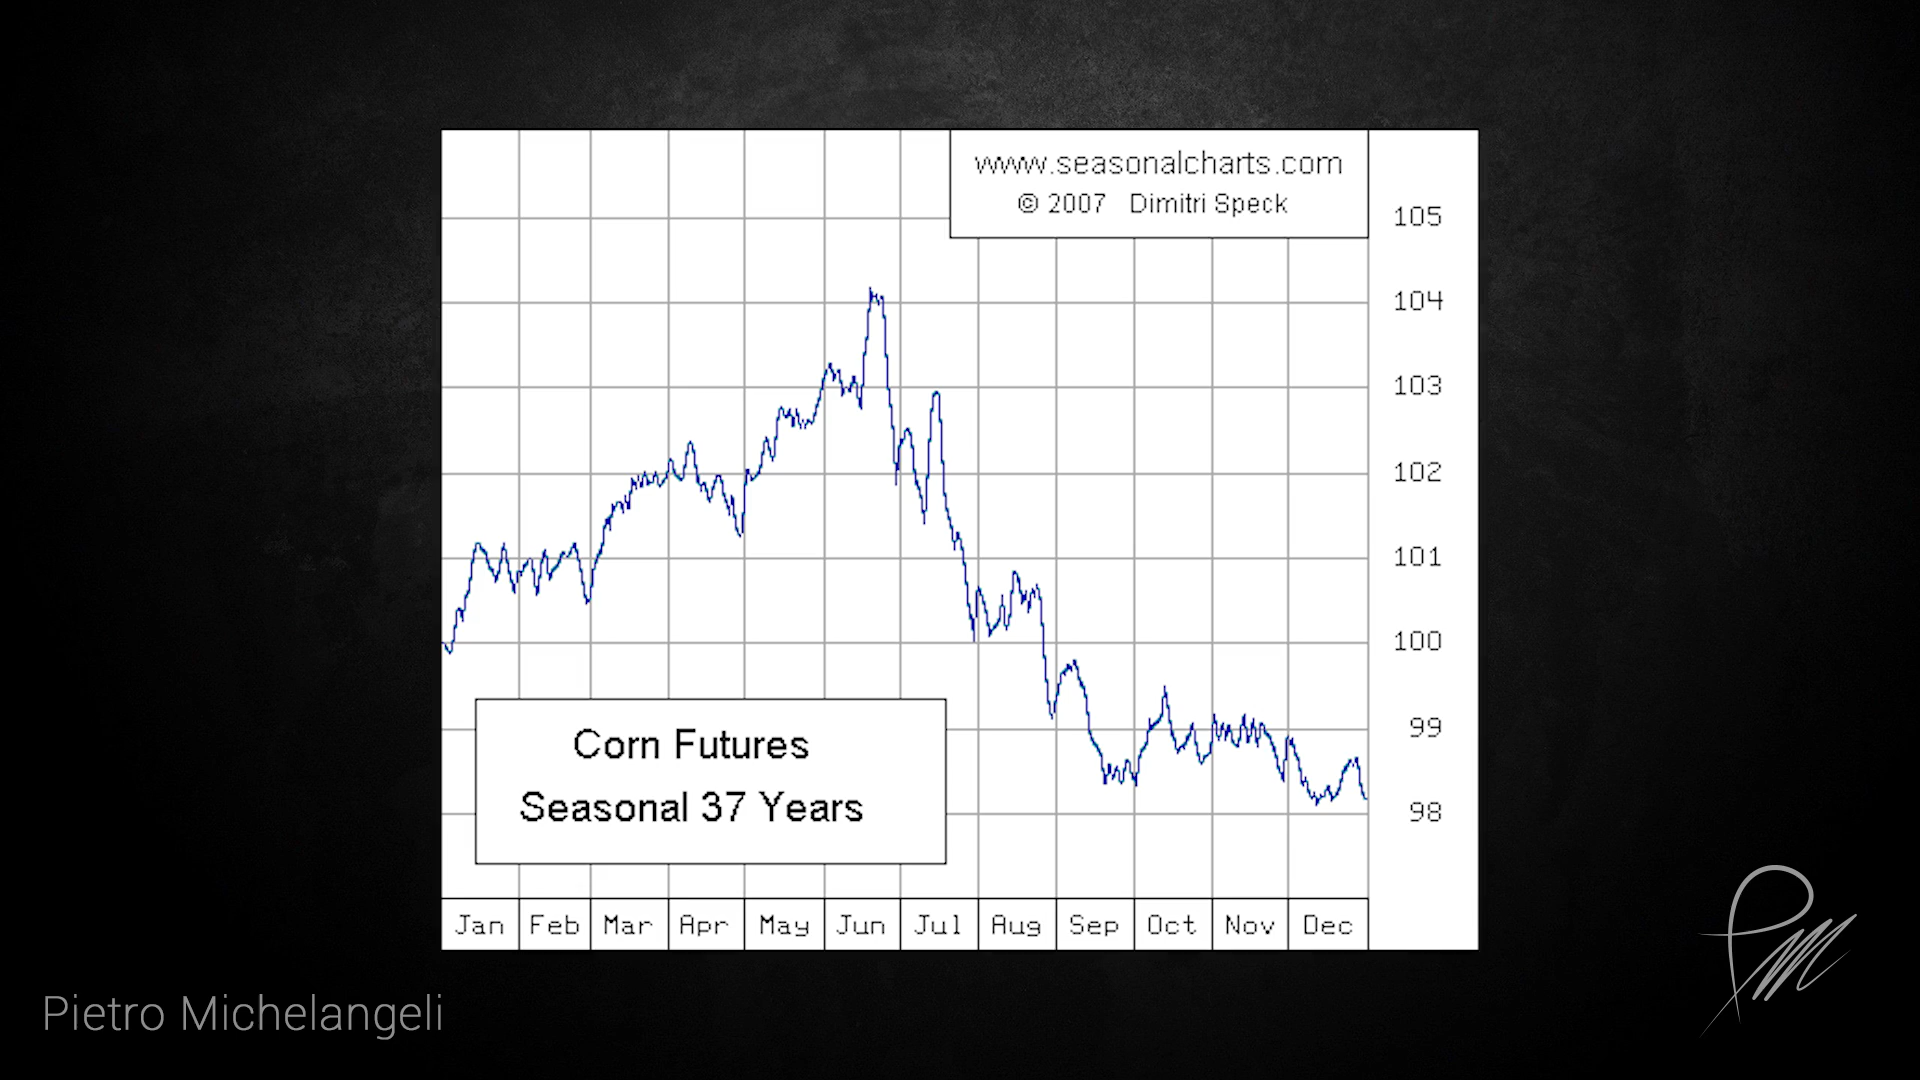 www.seasonalcharts.com
© 2007 Dimitri Speck
105
104
103
102
101
100
99
98
Corn Futures
Seasonal 37 Years
Jan Feb Mar Apr May Jun Jul Aug Sep Oct Nov Dec
Pietro Michelangeli
PM